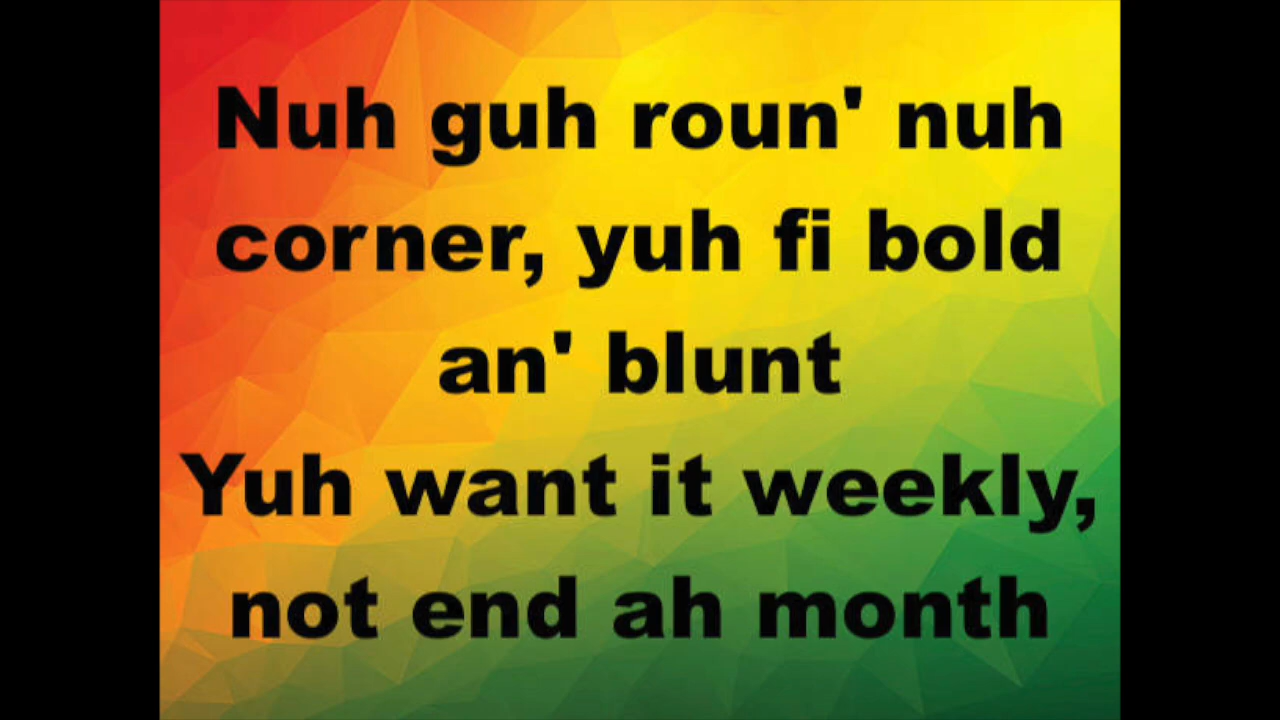 Nuh guh roun' nuh
corner, yuh fi bold
an' blunt
Yuh want it weekly,
not end ah month